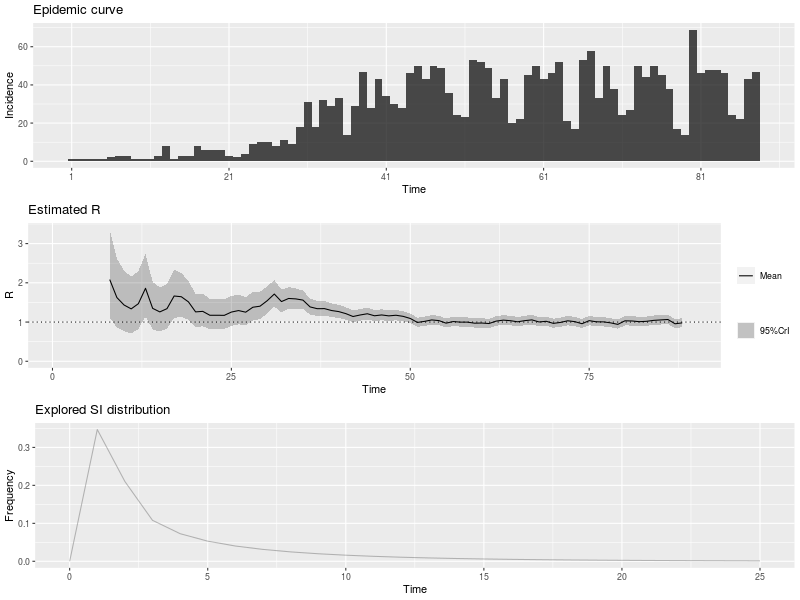 Epidemic curve
60
40
20
0
Incidence
1 21 41 61 81
Time
Estimated R
3
2
1
0
R
0 25 50 75
Time
Mean
95%CrI
Explored SI distribution
0.3
0.2
0.1
0.0
Frequency
0 5 10 15 20 25
Time